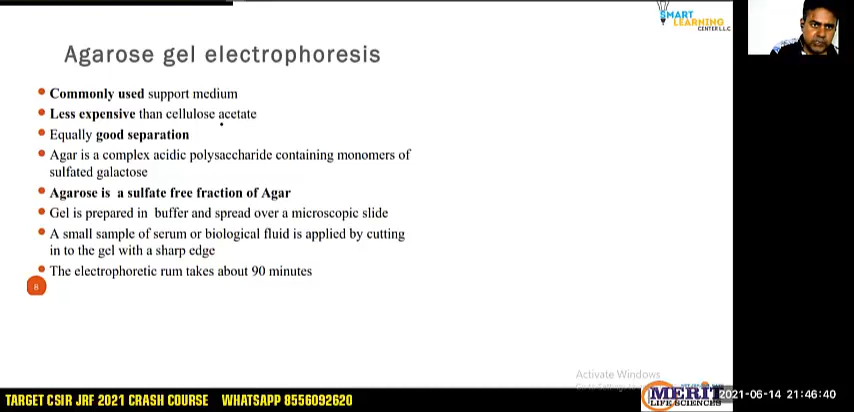 SMART
LEARNING
CENTER L.L.C
Agarose gel electrophoresis
Commonly used support medium
Less expensive than cellulose acetate
Equally good separation
Agar is a complex acidic polysaccharide containing monomers of
sulfated galactose
Agarose is a sulfate free fraction of Agar
Gel is prepared in buffer and spread over a microscopic slide
A small sample of serum or biological fluid is applied by cutting
in to the gel with a sharp edge
The electrophoretic rum takes about 90 minutes
8
Activate Windows
MERIT
LIFE SCIENCES
2021-06-14 21:46:40
TARGET CSIR JRF 2021 CRASH COURSE WHATSAPP 8556092620